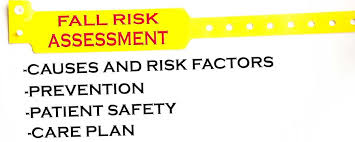 FALL RISK
ASSESSMENT
-CAUSES AND RISK FACTORS
-PREVENTION
-PATIENT SAFETY
-CARE PLAN